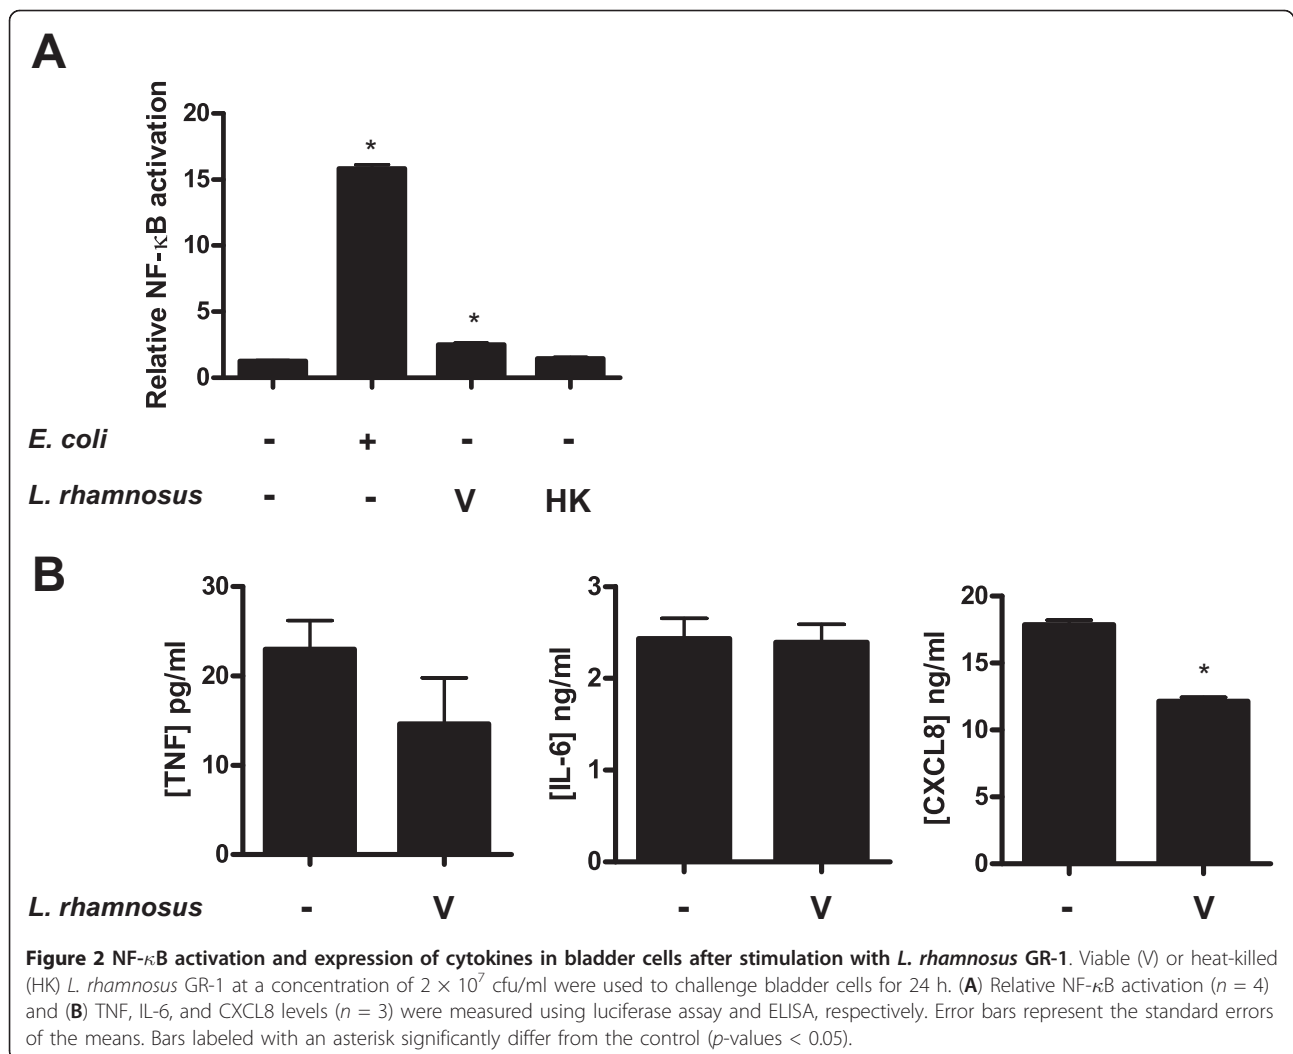 A
Relative NF-κB activation
20
15
10
5
0
*
*
E. coli - + - -
L. rhamnosus - - V HK
B
[TNF] pg/ml
30
20
10
0
[IL-6] ng/ml
3
2
1
0
[CXCL8] ng/ml
20
15
10
5
0
*
L. rhamnosus - V - V - V
Figure 2 NF-κB activation and expression of cytokines in bladder cells after stimulation with L. rhamnosus GR-1. Viable (V) or heat-killed
(HK) L. rhamnosus GR-1 at a concentration of 2 × 10⁷ cfu/ml were used to challenge bladder cells for 24 h. (A) Relative NF-κB activation (n = 4)
and (B) TNF, IL-6, and CXCL8 levels (n = 3) were measured using luciferase assay and ELISA, respectively. Error bars represent the standard errors
of the means. Bars labeled with an asterisk significantly differ from the control (p-values < 0.05).